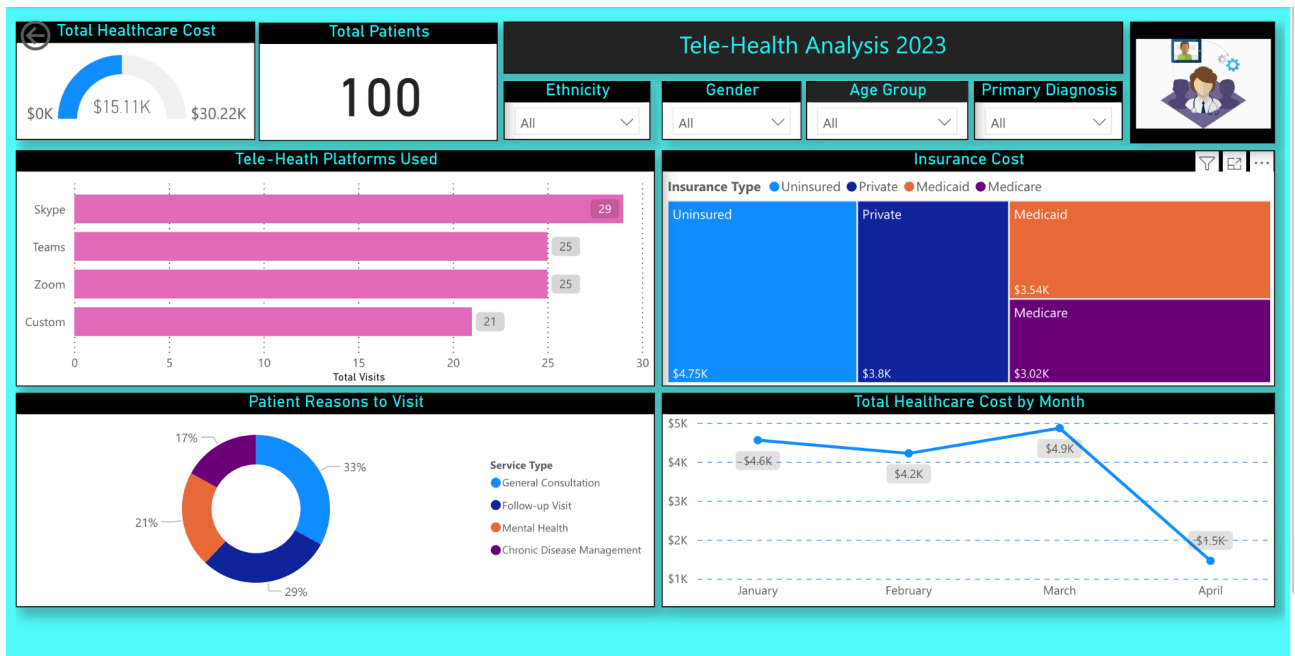 Total Healthcare Cost
$0K
$15.11K
$30.22K
Total Patients
100
Tele-Health Analysis 2023
Ethnicity
All
Gender
All
Age Group
All
Primary Diagnosis
All
Tele-Heath Platforms Used
Skype
29
Teams
25
Zoom
25
Custom
21
0 5 10 15 20 25 30
Total Visits
Insurance Cost
Insurance Type Uninsured Private Medicaid Medicare
Uninsured
$4.75K
Private
$3.8K
Medicaid
$3.54K
Medicare
$3.02K
Patient Reasons to Visit
17%
33%
21%
29%
Service Type
General Consultation
Follow-up Visit
Mental Health
Chronic Disease Management
Total Healthcare Cost by Month
$5K
$4K
$3K
$2K
$1K
$4.6K
$4.2K
$4.9K
$1.5K
January February March April